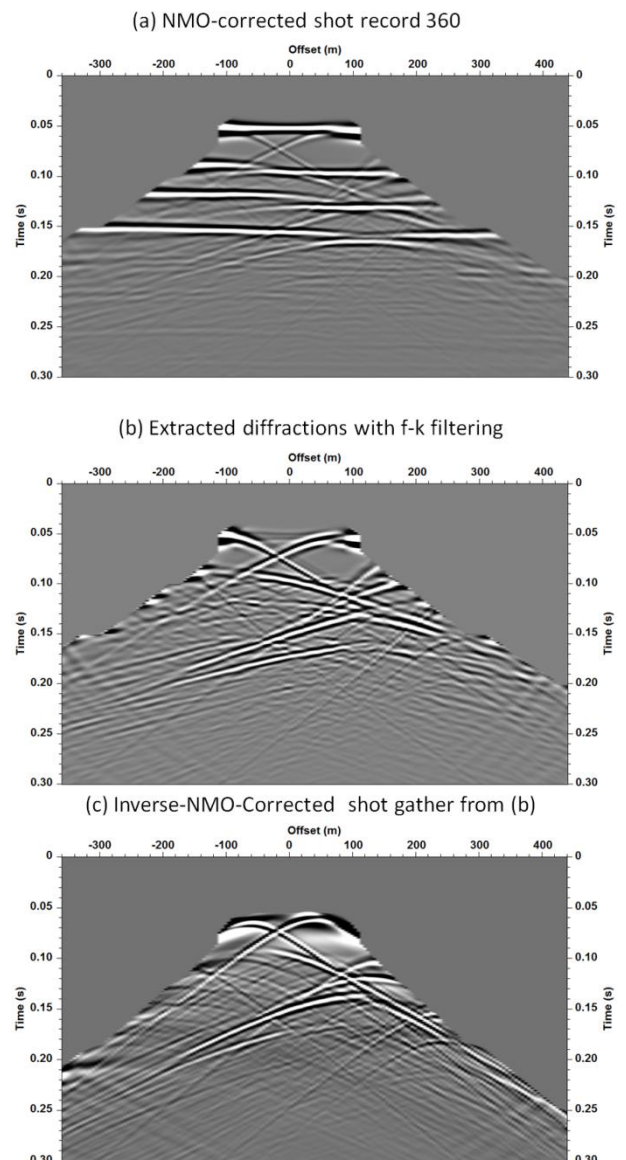 (a) NMO-corrected shot record 360
Offset (m)
-300 -200 -100 0 100 200 300 400
0 0
0.05 0.05
0.10 0.10
0.15 0.15
0.20 0.20
0.25 0.25
0.30 0.30
Time (s) Time (s)
(b) Extracted diffractions with f-k filtering
Offset (m)
-300 -200 -100 0 100 200 300 400
0 0
0.05 0.05
0.10 0.10
0.15 0.15
0.20 0.20
0.25 0.25
0.30 0.30
Time (s) Time (s)
(c) Inverse-NMO-Corrected shot gather from (b)
Offset (m)
-300 -200 -100 0 100 200 300 400
0 0
0.05 0.05
0.10 0.10
0.15 0.15
0.20 0.20
0.25 0.25
0.30 0.30
Time (s) Time (s)